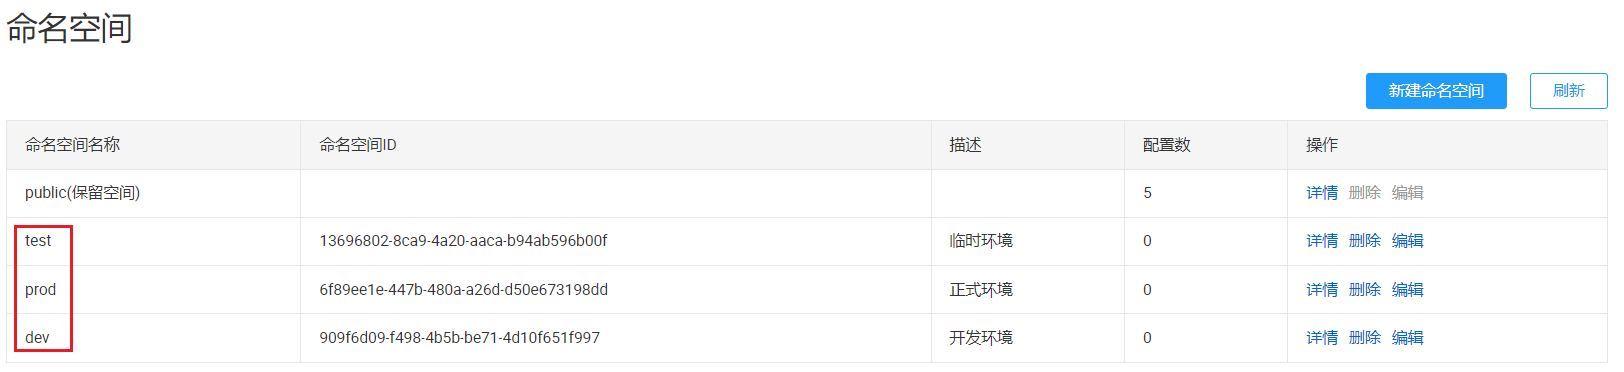 命名空间
新建命名空间 刷新
命名空间名称 命名空间ID 描述 配置数 操作
public(保留空间) 5 详情 删除 编辑
test 13696802-8ca9-4a20-aaca-b94ab596b00f 临时环境 0 详情 删除 编辑
prod 6f89ee1e-447b-480a-a26d-d50e673198dd 正式环境 0 详情 删除 编辑
dev 909f6d09-f498-4b5b-be71-4d10f651f997 开发环境 0 详情 删除 编辑